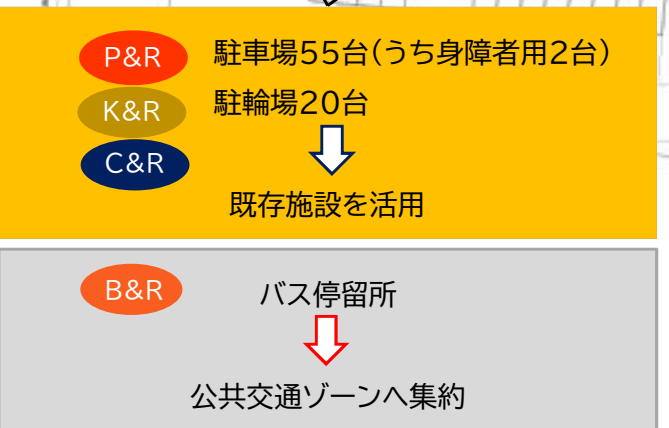 P&R 駐車場55台(うち身障者用2台)
K&R 駐輪場20台
C&R
既存施設を活用
B&R バス停留所
公共交通ゾーンへ集約